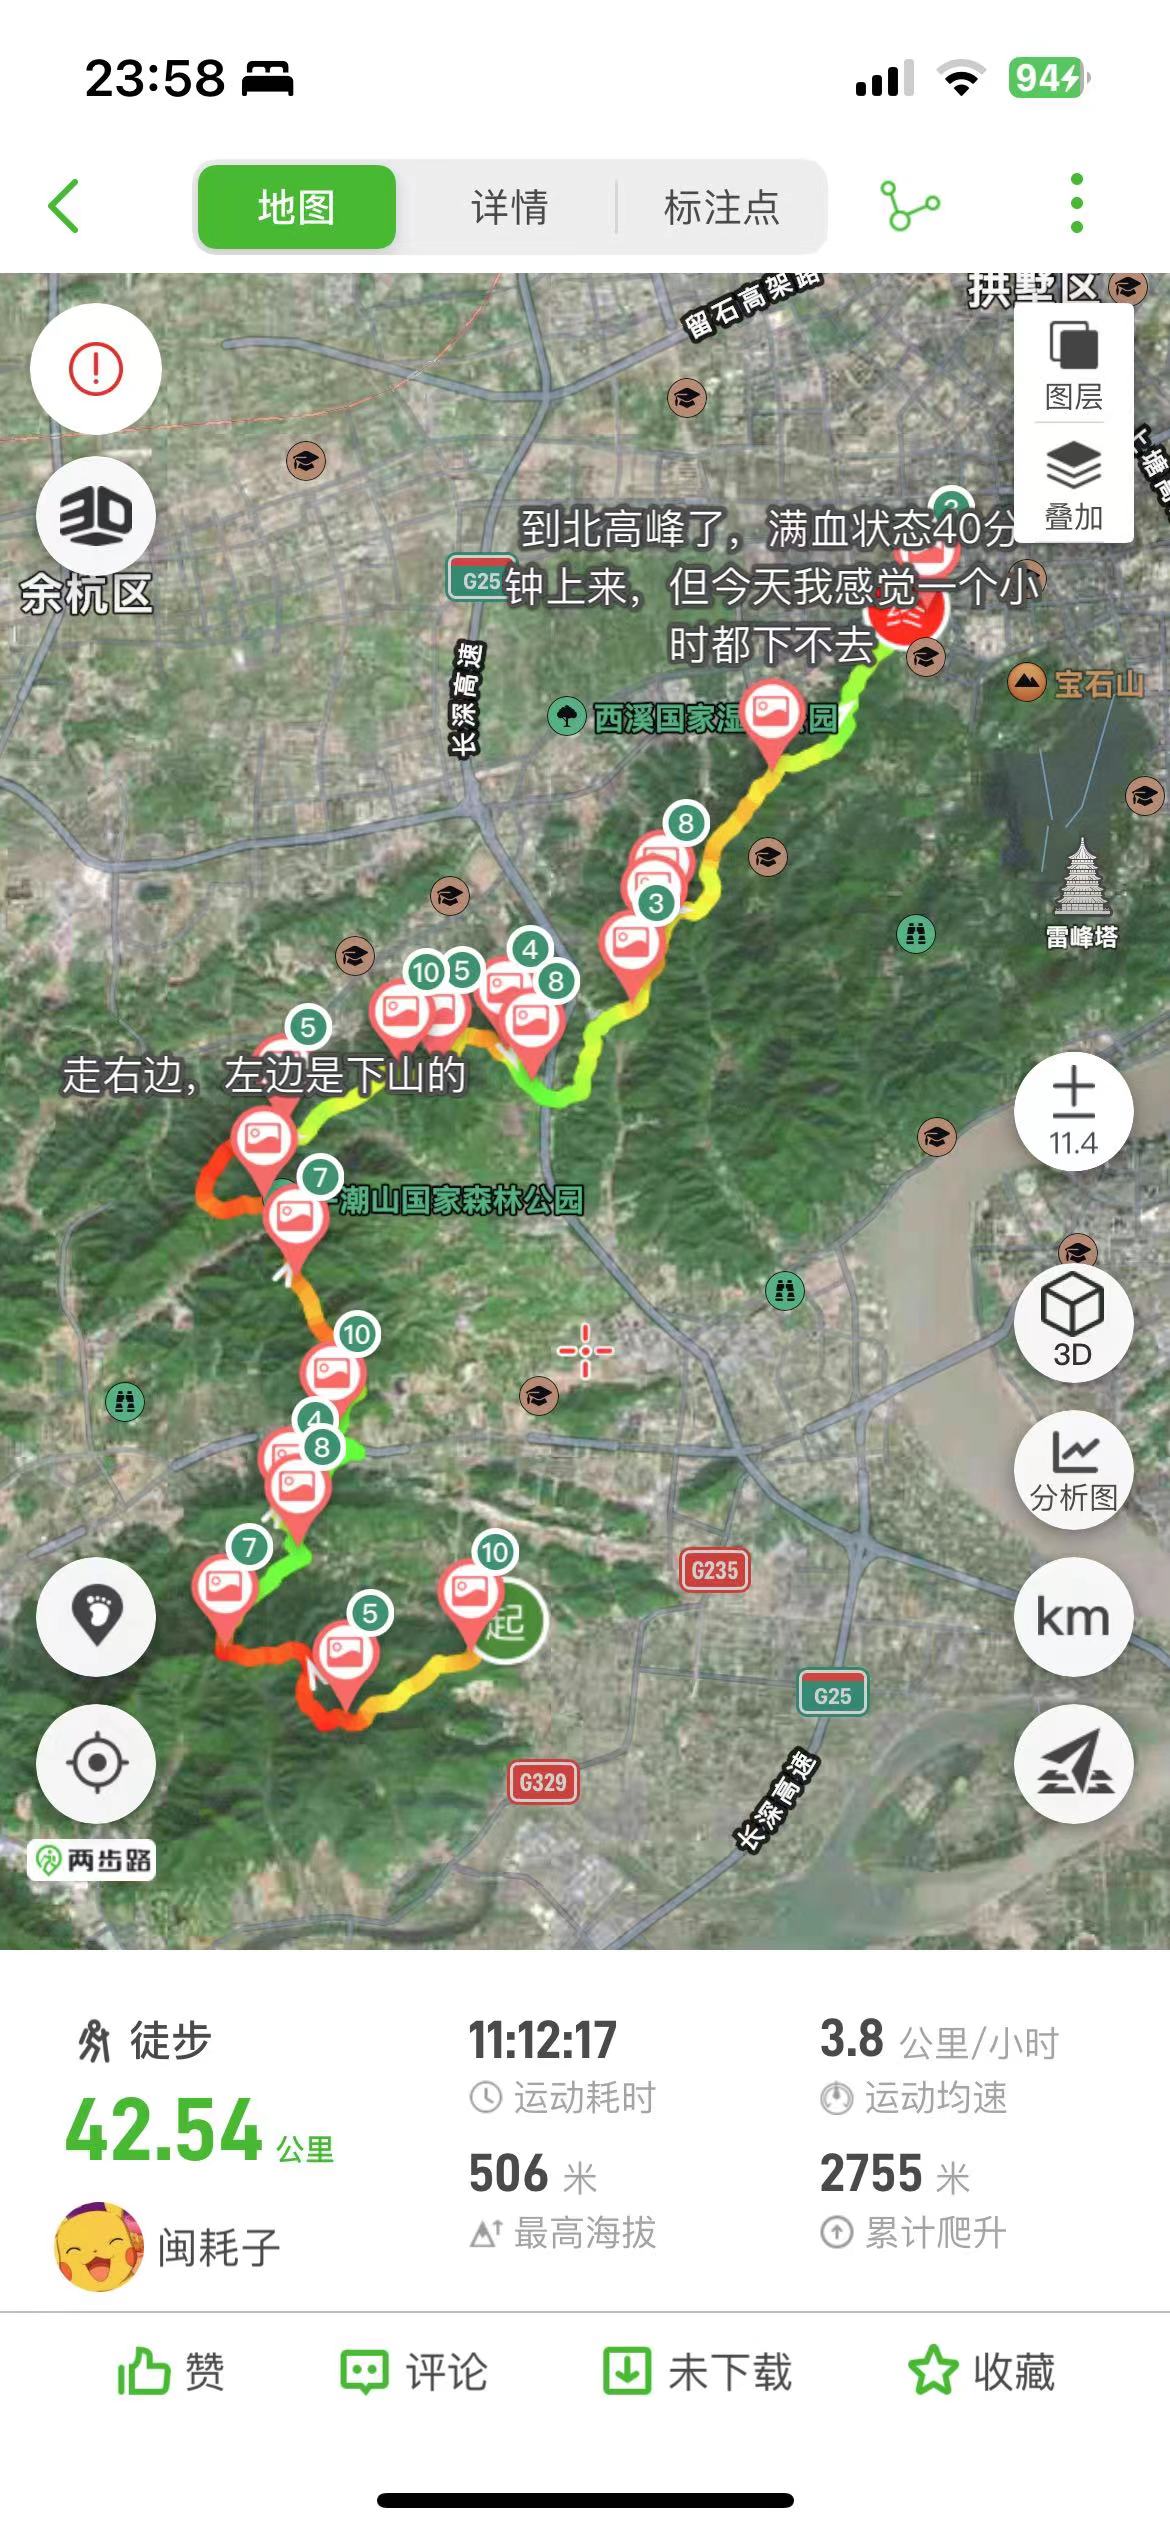 23:58
94
地图
详情
标注点
留石高架路
拱墅区
图层
叠加
3D
余杭区
G25
到北高峰了，满血状态40分
钟上来，但今天我感觉一个小
时都下不去
长深高速
宝石山
8
3
雷峰塔
4
10
5
8
5
走右边，左边是下山的
11.4
7
潮山国家森林公园
3D
10
4
8
分析图
7
10
5
起
G235
km
G25
G329
长深高速
两步路
徒步
42.54 公里
闽耗子
11:12:17
运动耗时
3.8 公里/小时
运动均速
506 米
最高海拔
2755 米
累计爬升
赞
评论
未下载
收藏